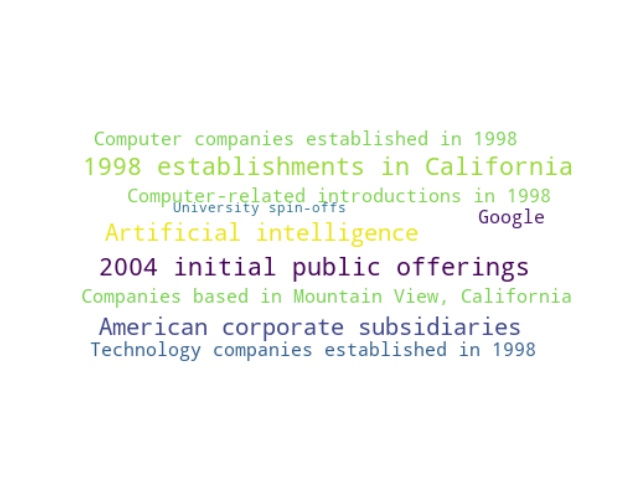 Computer companies established in 1998
1998 establishments in California
Computer-related introductions in 1998
University spin-offs
Google
Artificial intelligence
2004 initial public offerings
Companies based in Mountain View, California
American corporate subsidiaries
Technology companies established in 1998